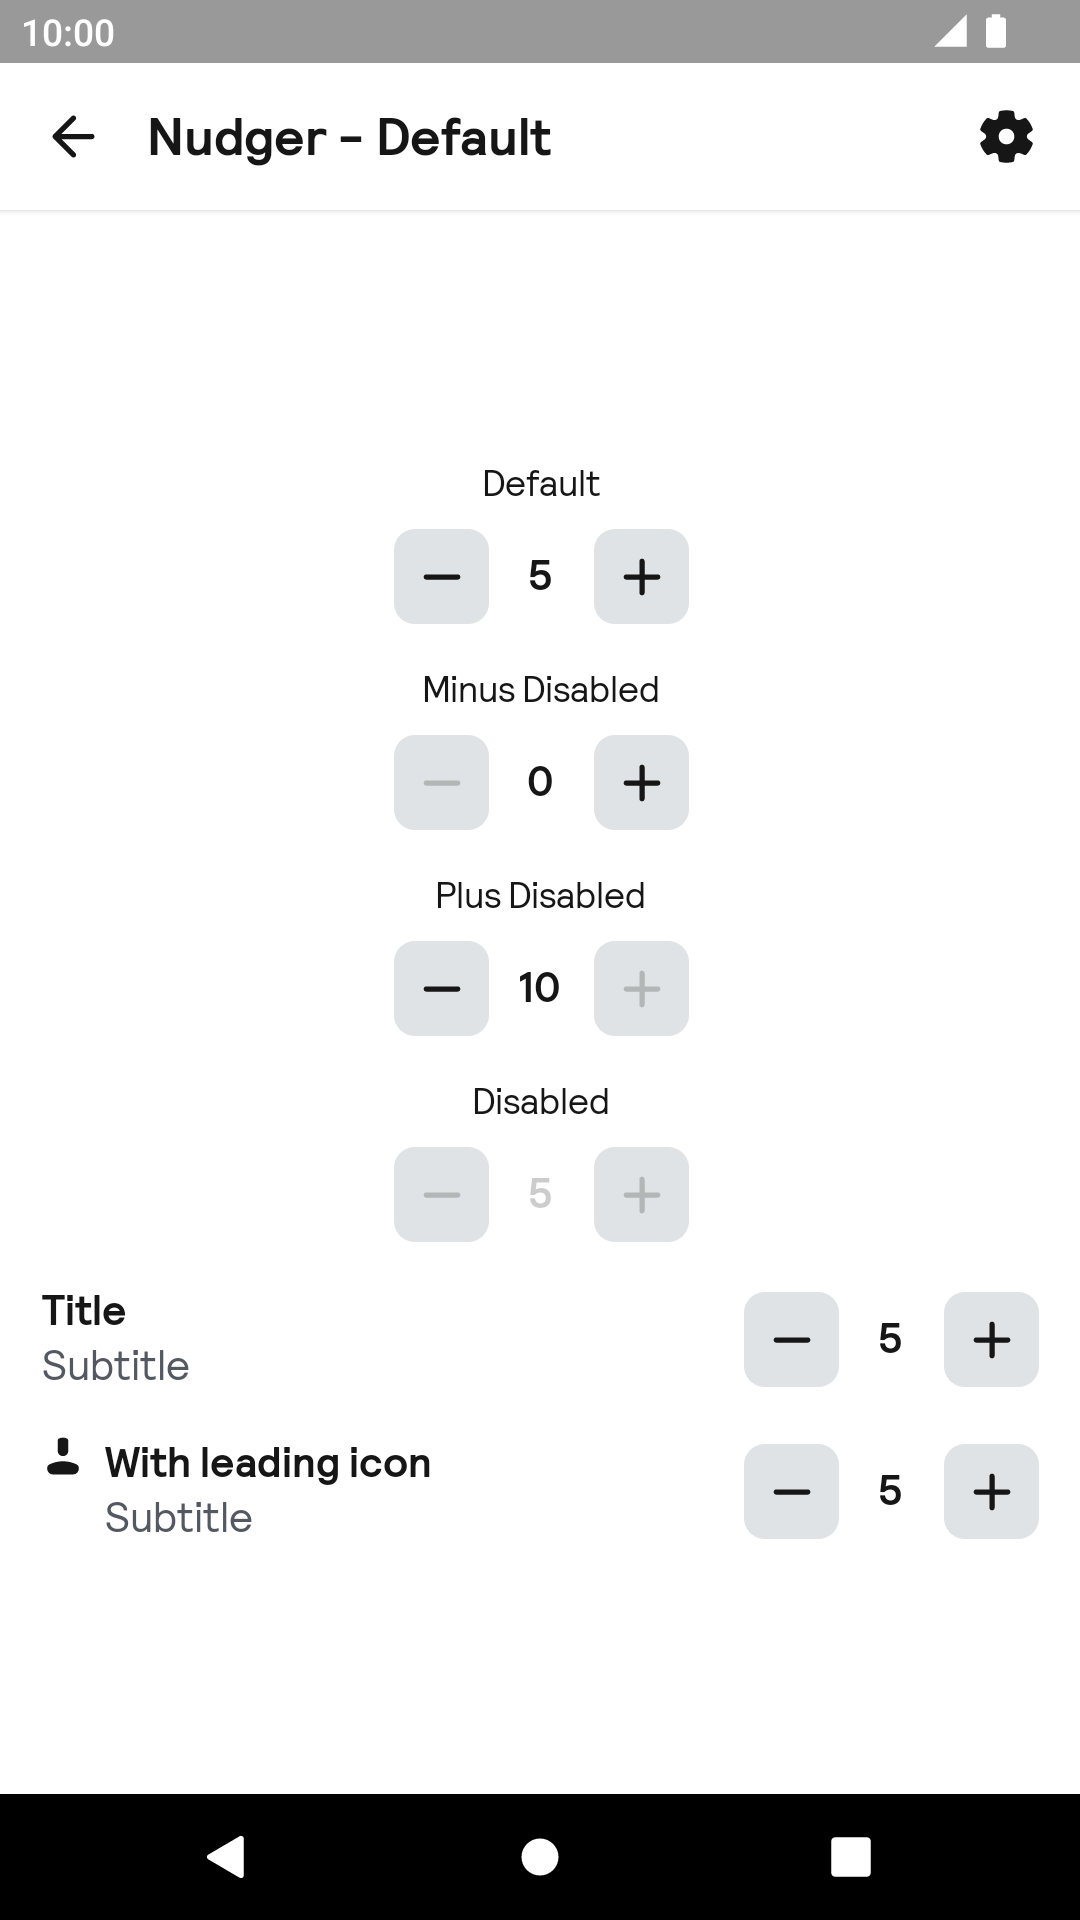 10:00
Nudger - Default
Default
5
Minus Disabled
0
Plus Disabled
10
Disabled
5
Title
Subtitle
5
With leading icon
Subtitle
5